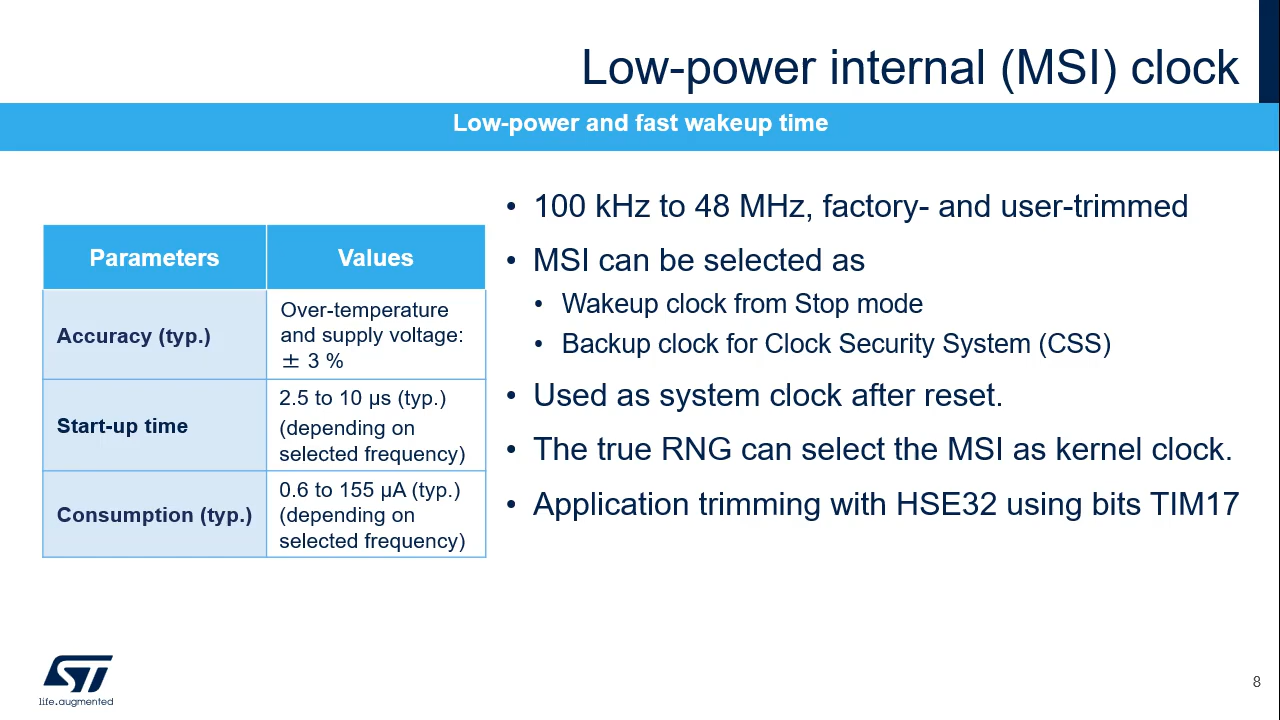 Low-power internal (MSI) clock
Low-power and fast wakeup time
Parameters
Values
Accuracy (typ.)
Over-temperature
and supply voltage:
± 3 %
Start-up time
2.5 to 10 µs (typ.)
(depending on
selected frequency)
Consumption (typ.)
0.6 to 155 µA (typ.)
(depending on
selected frequency)
• 100 kHz to 48 MHz, factory- and user-trimmed
• MSI can be selected as
• Wakeup clock from Stop mode
• Backup clock for Clock Security System (CSS)
• Used as system clock after reset.
• The true RNG can select the MSI as kernel clock.
• Application trimming with HSE32 using bits TIM17
ST
life.augmented
8